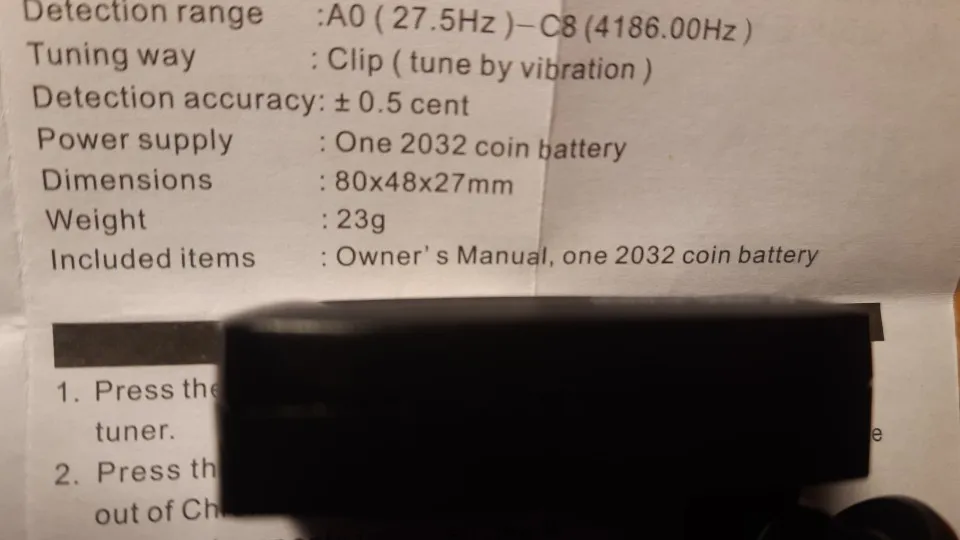 Detection range :A0 ( 27.5Hz )–C8 (4186.00Hz )
Tuning way : Clip ( tune by vibration )
Detection accuracy: ± 0.5 cent
Power supply : One 2032 coin battery
Dimensions : 80x48x27mm
Weight : 23g
Included items : Owner's Manual, one 2032 coin battery
1. Press the
tuner.
2. Press th
out of Ch